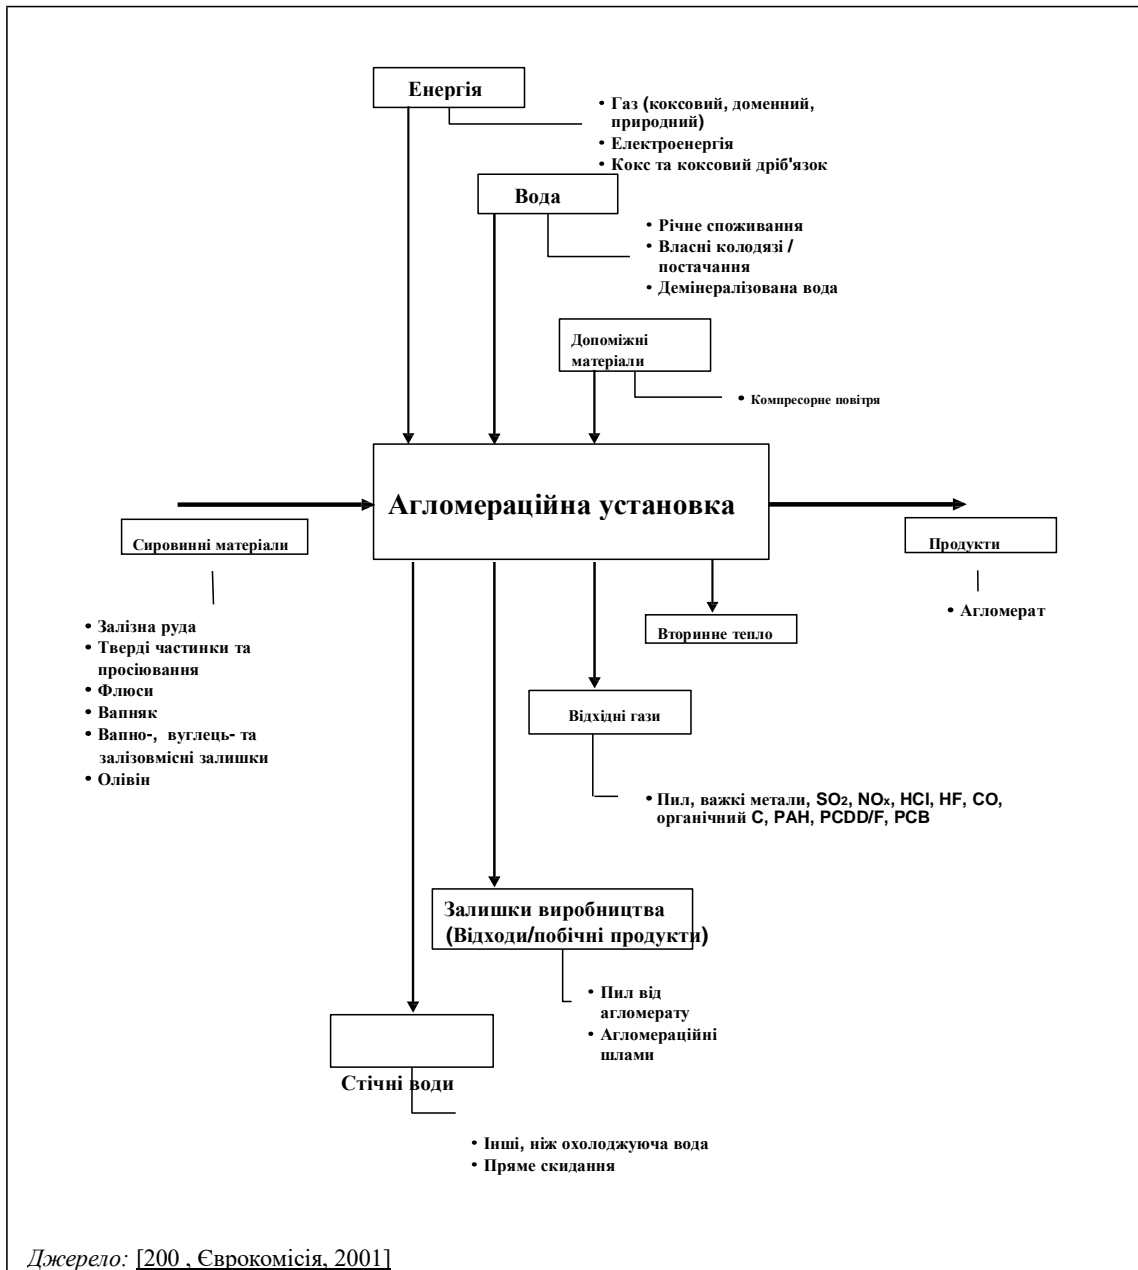 Енергія
• Газ (коксовий, доменний,
природний)
• Електроенергія
• Кокс та коксовий дріб'язок
Вода
• Річне споживання
• Власні колодязі /
постачання
• Демінералізована вода
Допоміжні
матеріали
• Компресорне повітря
Агломераційна установка
Сировинні матеріали
Продукти
• Залізна руда
• Тверді частинки та
просіювання
• Флюси
• Вапняк
• Вапно-, вуглець- та
залізовмісні залишки
• Олівін
• Агломерат
Вторинне тепло
Відхідні гази
• Пил, важкі метали, SO2, NOx, HCl, HF, CO,
органічний C, PAH, PCDD/F, PCB
Залишки виробництва
(Відходи/побічні продукти)
• Пил від
агломерату
• Агломераційні
шлами
Стічні води
• Інші, ніж охолоджуюча вода
• Пряме скидання
Джерело: [200 , Єврокомісія, 2001]